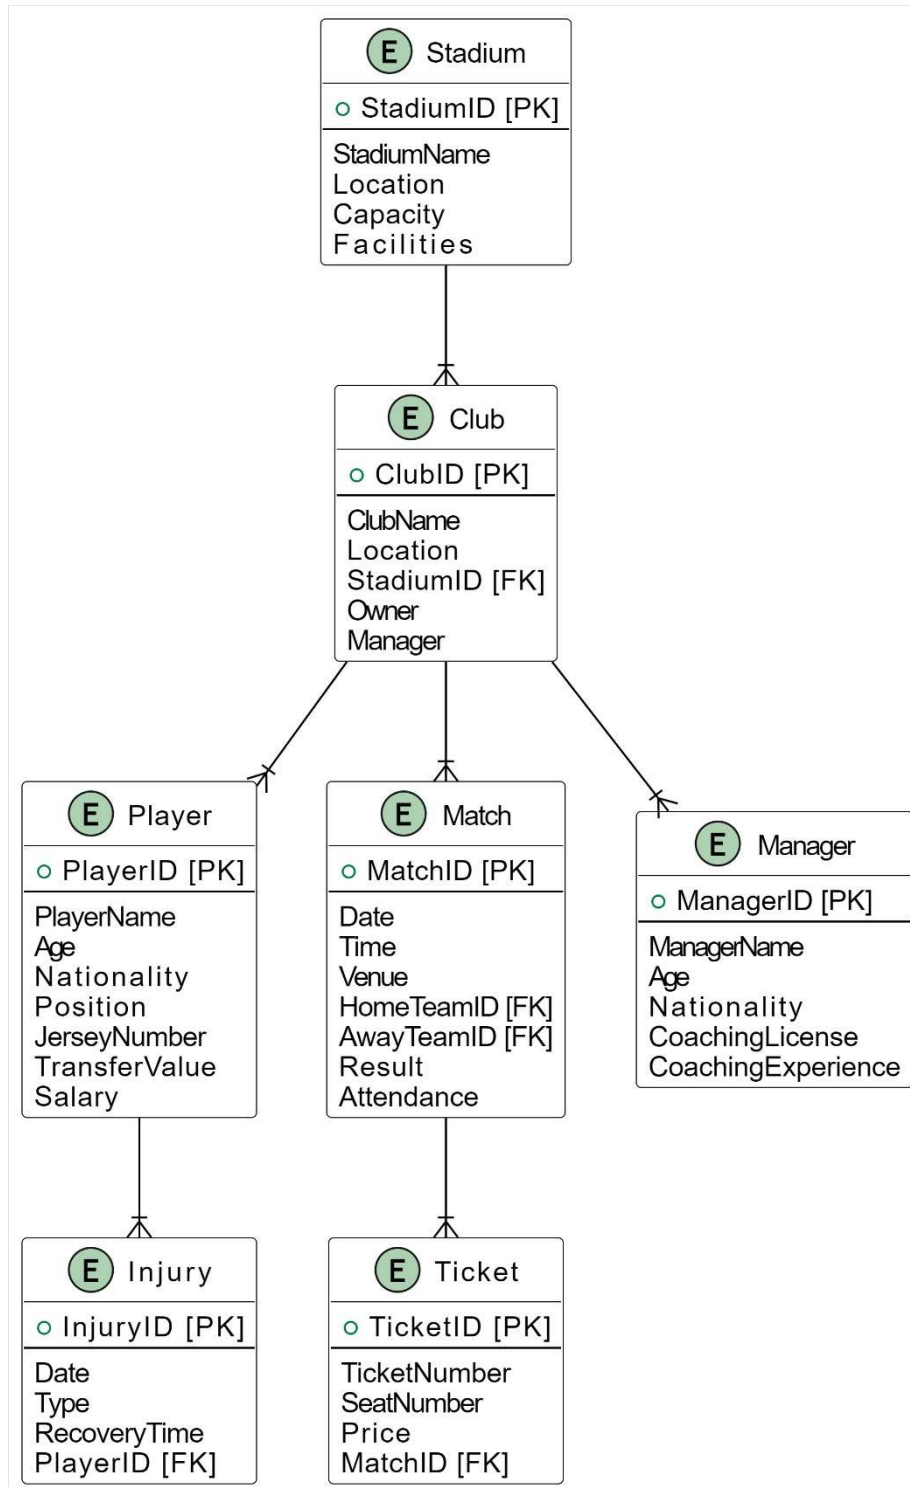 E Stadium
StadiumID [PK]
StadiumName
Location
Capacity
Facilities
E Club
ClubID [PK]
ClubName
Location
StadiumID [FK]
Owner
Manager
E Player
PlayerID [PK]
PlayerName
Age
Nationality
Position
JerseyNumber
TransferValue
Salary
E Match
MatchID [PK]
Date
Time
Venue
HomeTeamID [FK]
AwayTeamID [FK]
Result
Attendance
E Manager
ManagerID [PK]
ManagerName
Age
Nationality
CoachingLicense
CoachingExperience
E Injury
InjuryID [PK]
Date
Type
RecoveryTime
PlayerID [FK]
E Ticket
TicketID [PK]
TicketNumber
SeatNumber
Price
MatchID [FK]